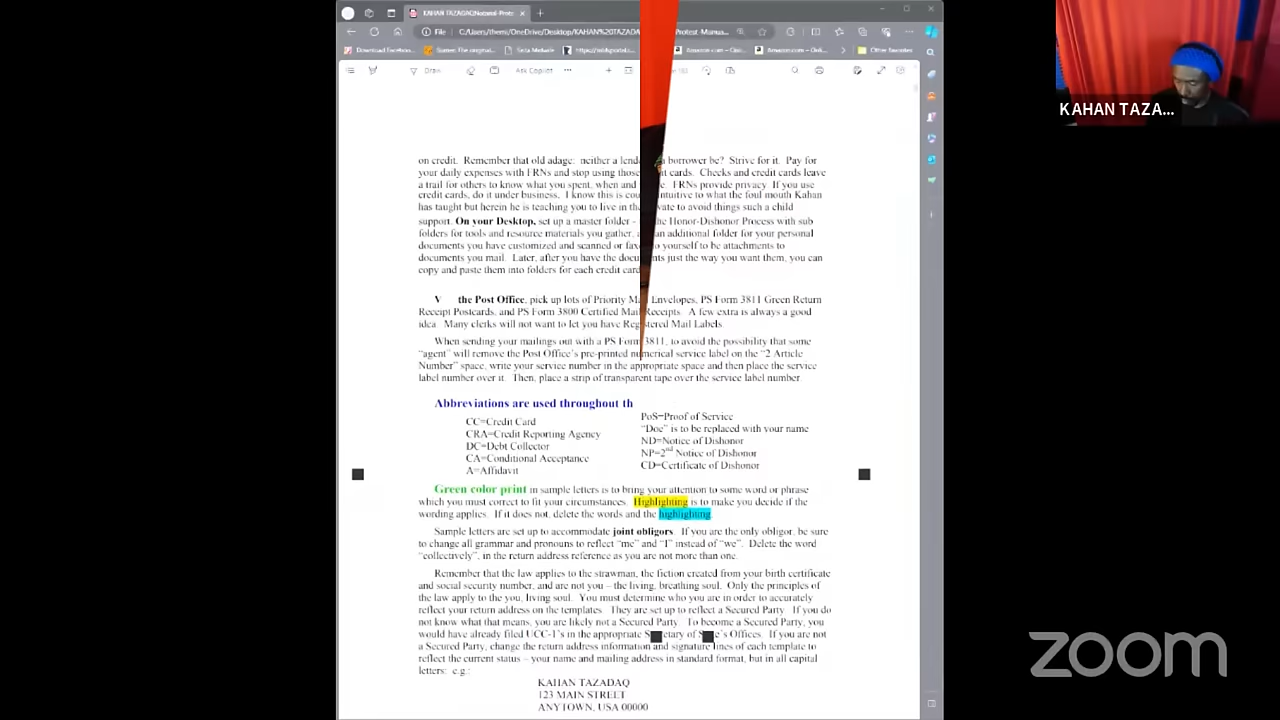 KAHAN TAZADAQ
File
Ask Copilot
Draw
Other Favorites
on credit. Remember that old adage: neither a borrower be? Strive for it. Pay for
your daily expenses with FRNs and stop using those cards. Checks and credit cards leave
a trail for others to know what you spent, when and FRNs provide privacy. If you use
credit cards, do it under business, I know this is to what the foul mouth Kahan
has taught but herein he is teaching you to live in the to avoid things such a child
support. On your Desktop, set up a master folder - the Honor-Dishonor Process with sub
folders for tools and resource materials you gather, an additional folder for your personal
documents you have customized and scanned or yourself to be attachments to
documents you mail. Later, after you have the just the way you want them, you can
copy and paste them into folders for each credit card
V the Post Office, pick up lots of Priority Envelopes, PS Form 3811 Green Return
Receipt Postcards, and PS Form 3800 Certified Mail Receipts. A few extra is always a good
idea. Many clerks will not want to let you have Registered Mail Labels.
When sending your mailings out with a PS Form 3811, to avoid the possibility that some
"agent" will remove the Post Office's pre-printed numerical service label on the "2 Article
Number" space, write your service number in the appropriate space and then place the service
label number over it. Then, place a strip of transparent tape over the service label number.
Abbreviations are used throughout th
CC=Credit Card
CRA=Credit Reporting Agency
DC=Debt Collector
CA=Conditional Acceptance
A=Affidavit
PoS=Proof of Service
"Doe" is to be replaced with your name
ND=Notice of Dishonor
NP=2nd Notice of Dishonor
CD=Certificate of Dishonor
Green color print in sample letters is to bring your attention to some word or phrase
which you must correct to fit your circumstances. Highlighting is to make you decide if the
wording applies. If it does not, delete the words and the highlighting
Sample letters are set up to accommodate joint obligors. If you are the only obligor, be sure
to change all grammar and pronouns to reflect "me" and "I" instead of "we". Delete the word
"collectively", in the return address reference as you are not more than one.
Remember that the law applies to the strawman, the fiction created from your birth certificate
and social security number, and are not you – the living, breathing soul. Only the principles of
the law apply to the you, living soul. You must determine who you are in order to accurately
reflect your return address on the templates. They are set up to reflect a Secured Party. If you do
not know what that means, you are likely not a Secured Party. To become a Secured Party, you
would have already filed UCC-1's in the appropriate Offices. If you are not
a Secured Party, change the return address information and signature lines of each template to
reflect the current status – your name and mailing address in standard format, but in all capital
letters: e.g.:
KAHAN TAZADAQ
123 MAIN STREET
ANYTOWN, USA 00000
KAHAN TAZA...
zoom